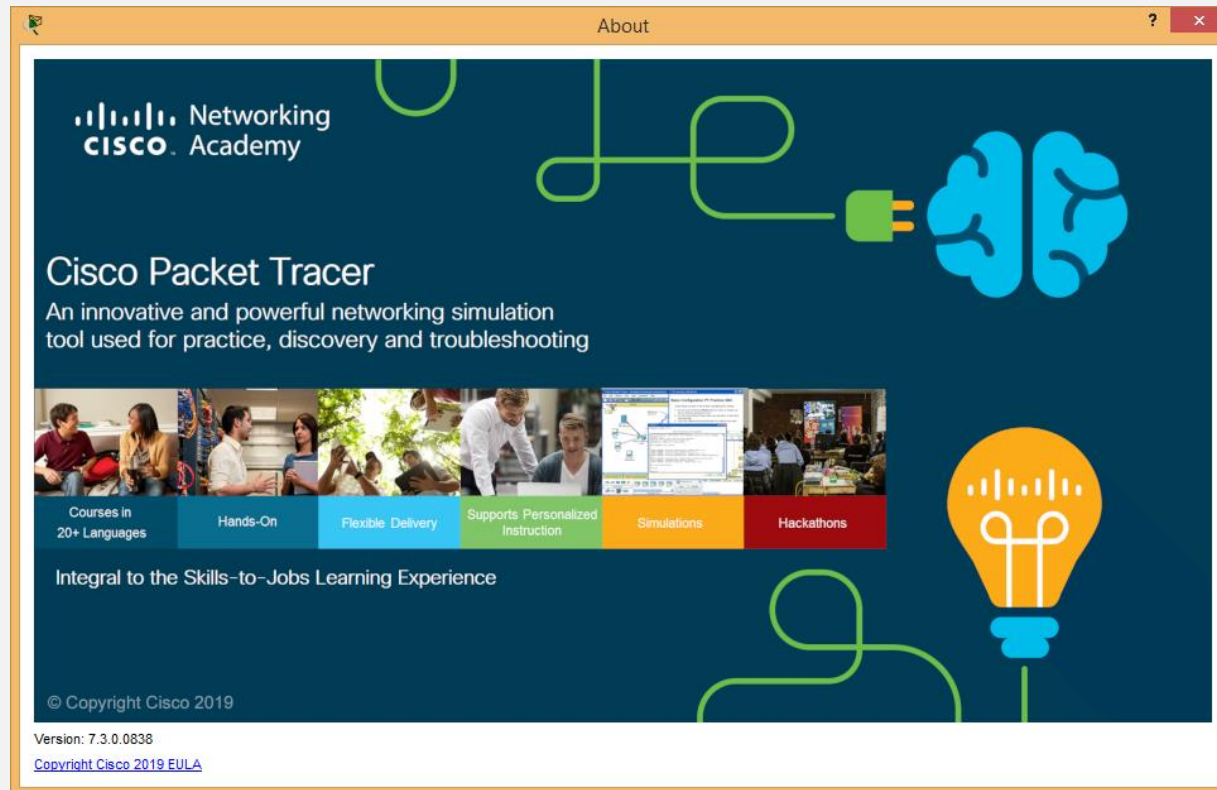 About
?
Networking
CISCO Academy
Cisco Packet Tracer
An innovative and powerful networking simulation
tool used for practice, discovery and troubleshooting
Courses in
20+ Languages
Hands-On
Flexible Delivery
Supports Personalized
Instruction
Simulations
Hackathons
Integral to the Skills-to-Jobs Learning Experience
© Copyright Cisco 2019
Version: 7.3.0.0838
Copyright Cisco 2019 EULA